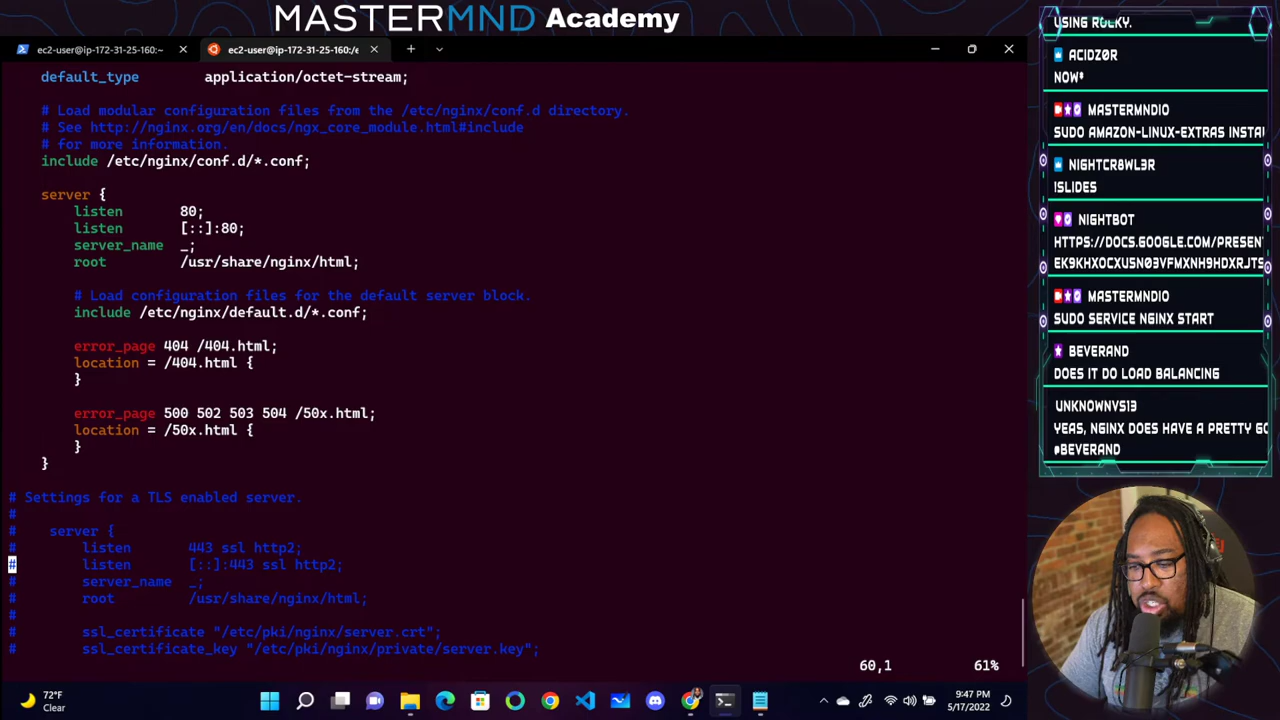 MASTERMND Academy
ec2-user@ip-172-31-25-160:~
ec2-user@ip-172-31-25-160:/e
default_type application/octet-stream;
# Load modular configuration files from the /etc/nginx/conf.d directory.
# See http://nginx.org/en/docs/ngx_core_module.html#include
# for more information.
include /etc/nginx/conf.d/*.conf;
server {
listen 80;
listen [::]:80;
server_name _;
root /usr/share/nginx/html;
# Load configuration files for the default server block.
include /etc/nginx/default.d/*.conf;
error_page 404 /404.html;
location = /404.html {
}
error_page 500 502 503 504 /50x.html;
location = /50x.html {
}
}
# Settings for a TLS enabled server.
#
# server {
# listen 443 ssl http2;
# listen [::]:443 ssl http2;
# server_name _;
# root /usr/share/nginx/html;
#
# ssl_certificate "/etc/pki/nginx/server.crt";
# ssl_certificate_key "/etc/pki/nginx/private/server.key";
60,1 61%
USING ROCKY.
ACIDZ0R
NOW*
MASTERMNDIO
SUDO AMAZON-LINUX-EXTRAS INSTA
NIGHTCR8WL3R
!SLIDES
NIGHTBOT
HTTPS://DOCS.GOOGLE.COM/PRESEN
MASTERMNDIO
SUDO SERVICE NGINX START
BEVERAND
DOES IT DO LOAD BALANCING
UNKNOWNVS13
YEAS, NGINX DOES HAVE A PRETTY GO
@BEVERAND
72°F
Clear
9:47 PM
5/17/2022